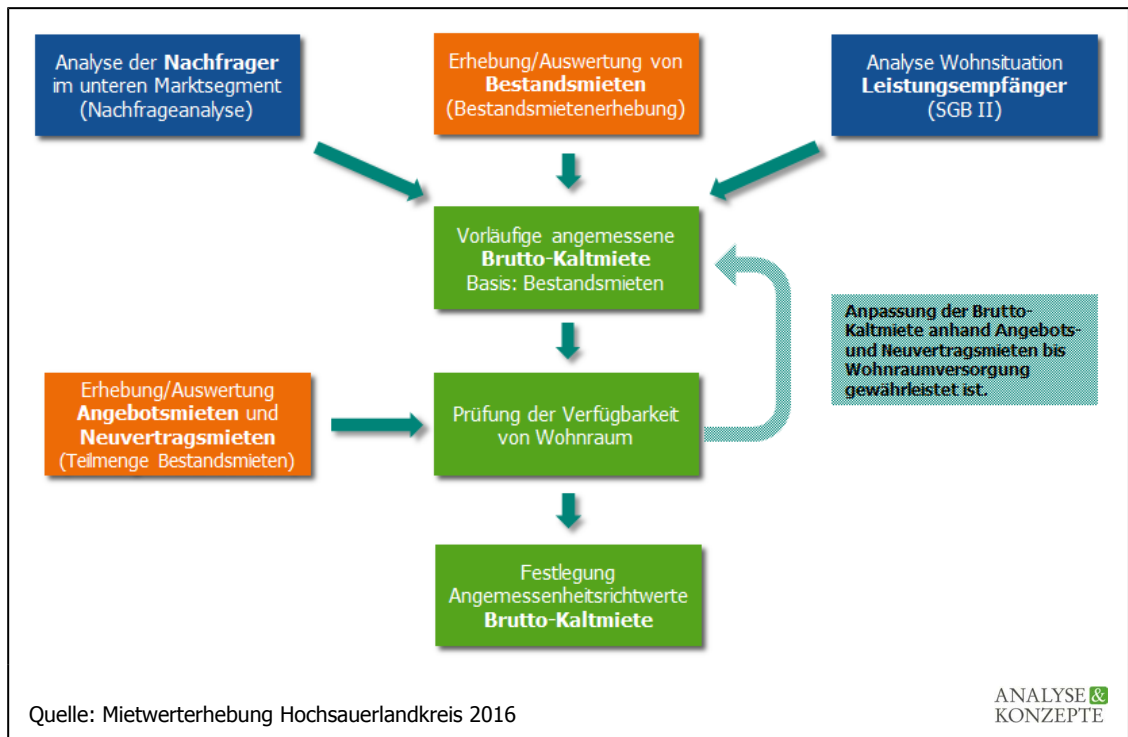 Analyse der Nachfrager
im unteren Marktsegment
(Nachfrageanalyse)
Erhebung/Auswertung von
Bestandsmieten
(Bestandsmietenerhebung)
Analyse Wohnsituation
Leistungsempfänger
(SGB II)
Vorläufige angemessene
Brutto-Kaltmiete
Basis: Bestandsmieten
Anpassung der Brutto-
Kaltmiete anhand Angebots-
und Neuvertragsmieten bis
Wohnraumversorgung
gewährleistet ist.
Erhebung/Auswertung
Angebotsmieten und
Neuvertragsmieten
(Teilmenge Bestandsmieten)
Prüfung der Verfügbarkeit
von Wohnraum
Festlegung
Angemessenheitsrichtwerte
Brutto-Kaltmiete
Quelle: Mietwerterhebung Hochsauerlandkreis 2016
ANALYSE &
KONZEPTE